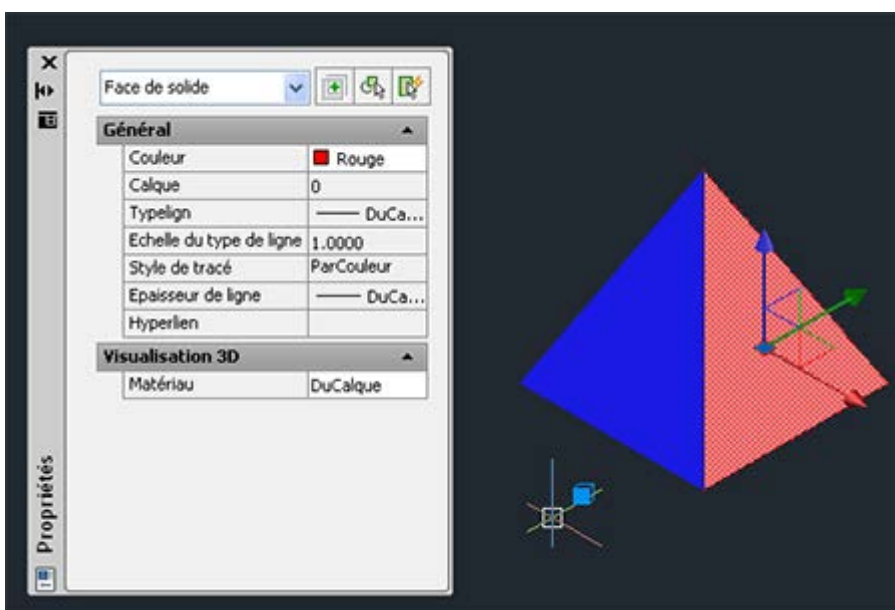 Face de solide
Général
Couleur Rouge
Calque 0
Typelign DuCa...
Echelle du type de ligne 1.0000
Style de tracé ParCouleur
Epaisseur de ligne DuCa...
Hyperlien
Visualisation 3D
Matériau DuCalque
Propriétés